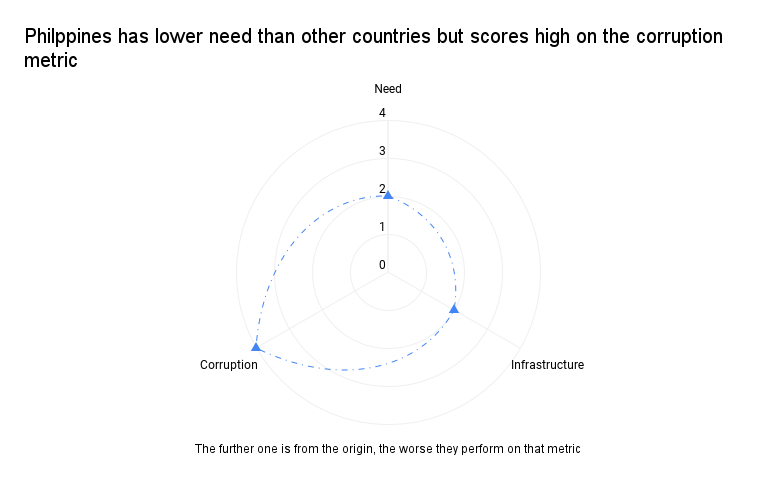 Philppines has lower need than other countries but scores high on the corruption
metric
Need
4
3
2
1
0
Corruption
Infrastructure
The further one is from the origin, the worse they perform on that metric